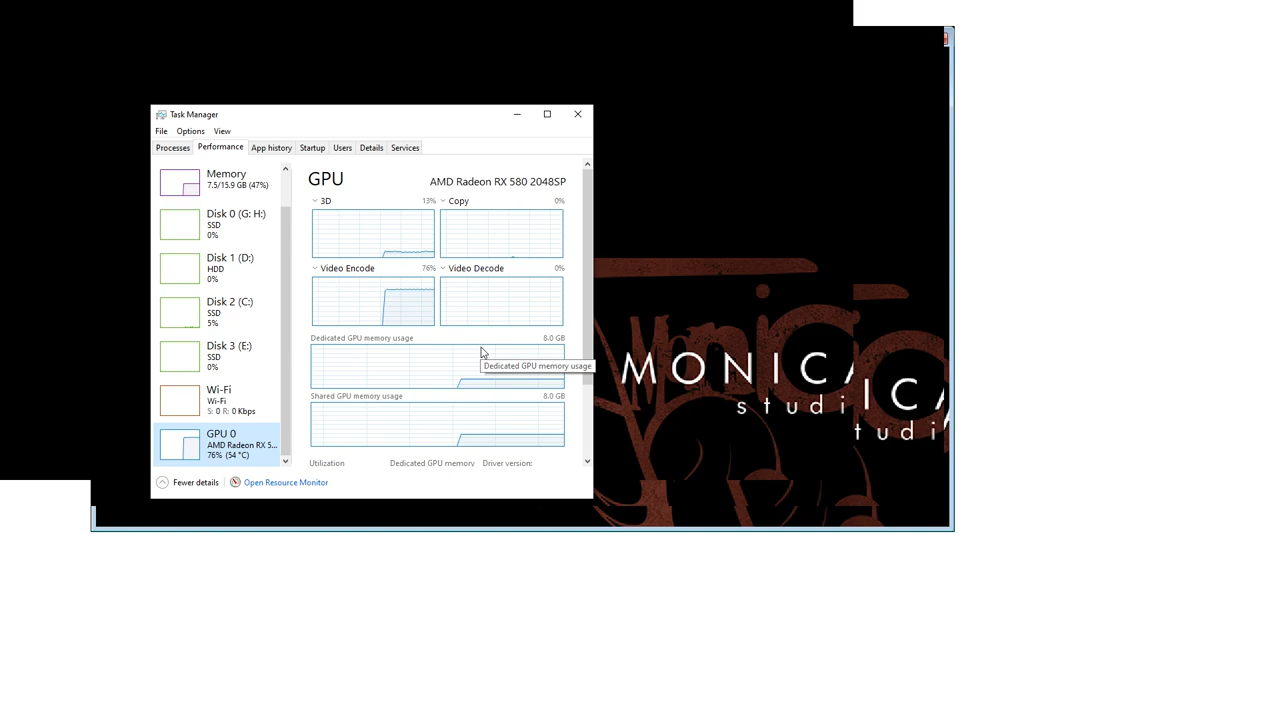 Task Manager
File Options View
Processes Performance App history Startup Users Details Services
Memory
7.5/15.9 GB (47%)
Disk 0 (G: H:)
SSD
0%
Disk 1 (D:)
HDD
0%
Disk 2 (C:)
SSD
5%
Disk 3 (E:)
SSD
0%
Wi-Fi
Wi-Fi
S: 0 R: 0 Kbps
GPU 0
AMD Radeon RX 5...
76% (54 °C)
GPU AMD Radeon RX 580 2048SP
3D 13% Copy 0%
Video Encode 76% Video Decode 0%
Dedicated GPU memory usage 8.0 GB
Dedicated GPU memory usage
Shared GPU memory usage 8.0 GB
Utilization Dedicated GPU memory Driver version:
Fewer details Open Resource Monitor
MONICA
studi
ICA
tudi